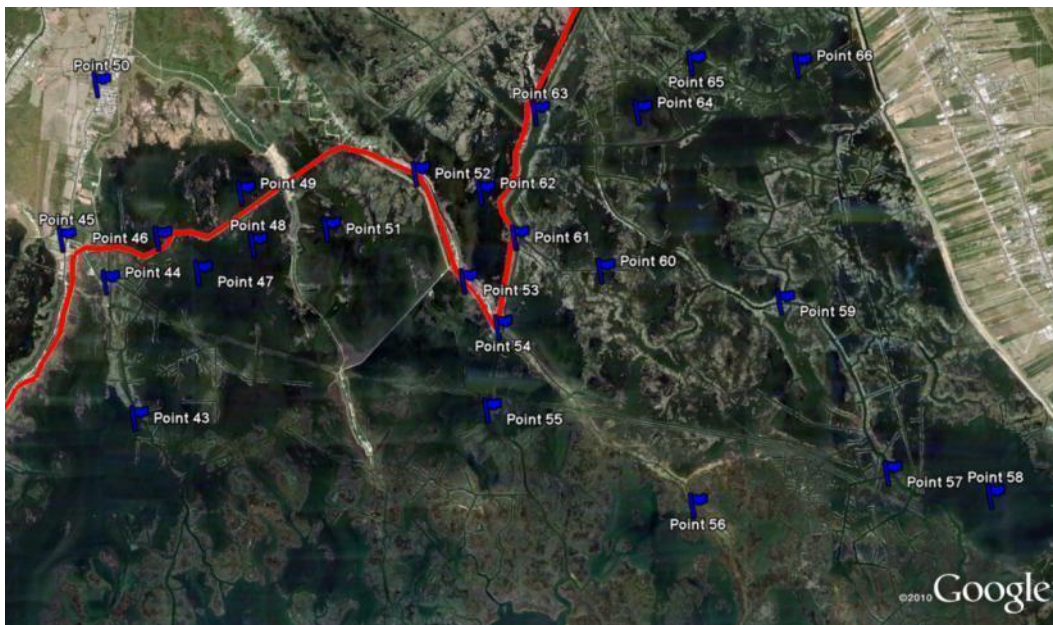 Point 50
Point 66
Point 65
Point 63
Point 64
Point 52
Point 49
Point 62
Point 45
Point 46
Point 48
Point 51
Point 61
Point 44
Point 47
Point 60
Point 53
Point 59
Point 54
Point 43
Point 55
Point 58
Point 57
Point 56
©2010 Google